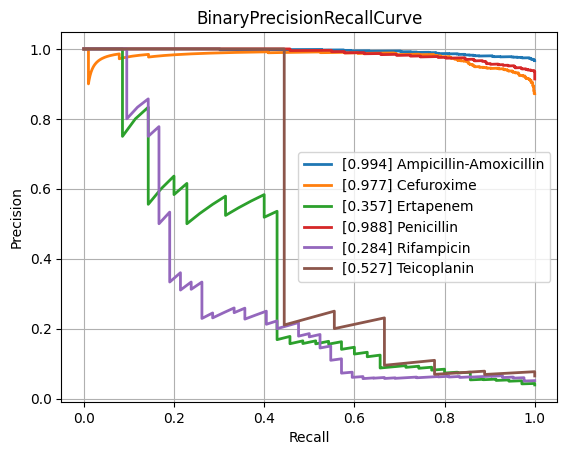 BinaryPrecisionRecallCurve
Precision
1.0
0.8
0.6
0.4
0.2
0.0
[0.994] Ampicillin-Amoxicillin
[0.977] Cefuroxime
[0.357] Ertapenem
[0.988] Penicillin
[0.284] Rifampicin
[0.527] Teicoplanin
0.0 0.2 0.4 0.6 0.8 1.0
Recall